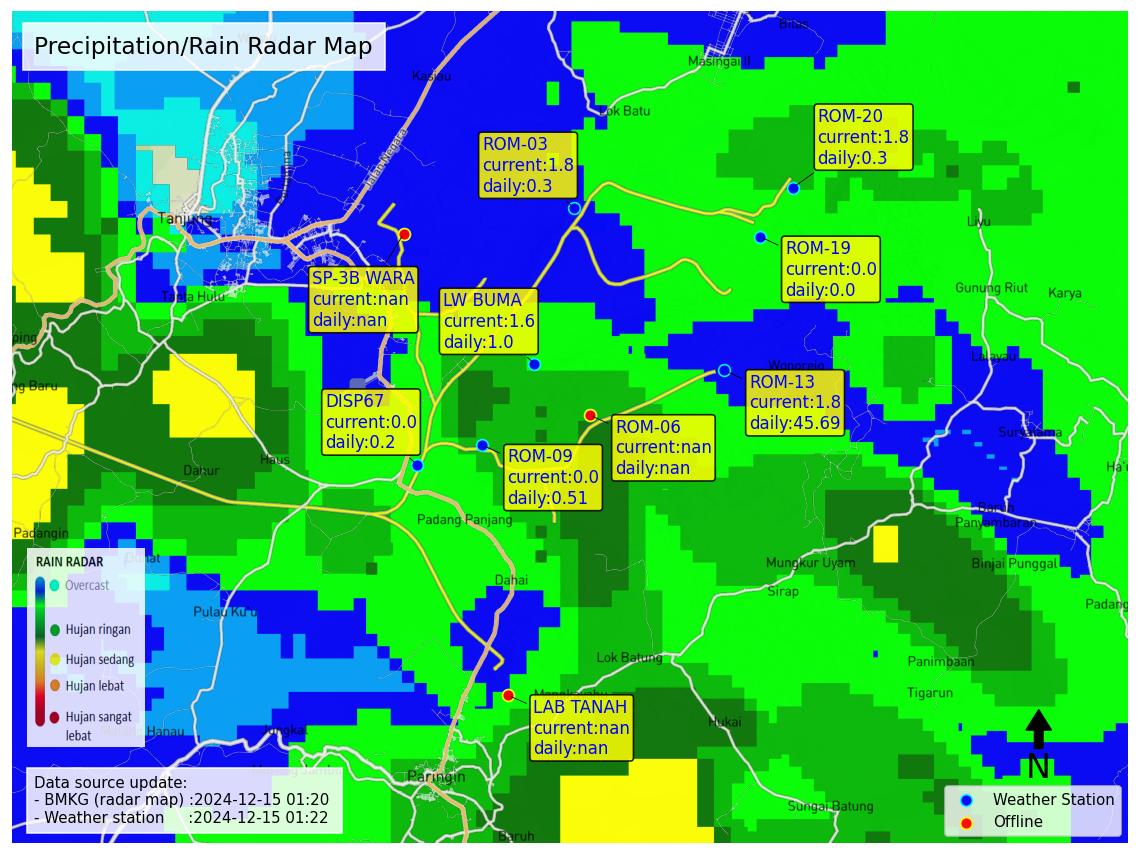 Precipitation/Rain Radar Map
Bilas
Masingai II
Kasiau
Lok Batu
Jalan Negara
ROM-20
current:1.8
daily:0.3
ROM-03
current:1.8
daily:0.3
Tanjung
Liyu
ROM-19
current:0.0
daily:0.0
SP-3B WARA
current:nan
daily:nan
LW BUMA
current:1.6
daily:1.0
Tanta Hulu
Gunung Riut
Karya
ping
Lalayau
Wonorejo
ng Baru
ROM-13
current:1.8
daily:45.69
DISP67
current:0.0
daily:0.2
ROM-06
current:nan
daily:nan
Suryatama
ROM-09
current:0.0
daily:0.51
Haus
Dahur
Ha'u
Padang Panjang
Barun
Panyambaran
Padangin
Mungkur Uyam
Binjai Punggal
Dahai
Sirap
Padang
Pulau Ku'u
RAIN RADAR
Overcast
Hujan ringan
Hujan sedang
Hujan lebat
Hujan sangat
lebat
Lok Batung
Panimbaan
Tigarun
LAB TANAH
current:nan
daily:nan
Hukai
Hanau
Jungkal
N
Paringin
Sungai Batung
Baruh
Data source update:
- BMKG (radar map) :2024-12-15 01:20
- Weather station :2024-12-15 01:22
Weather Station
Offline